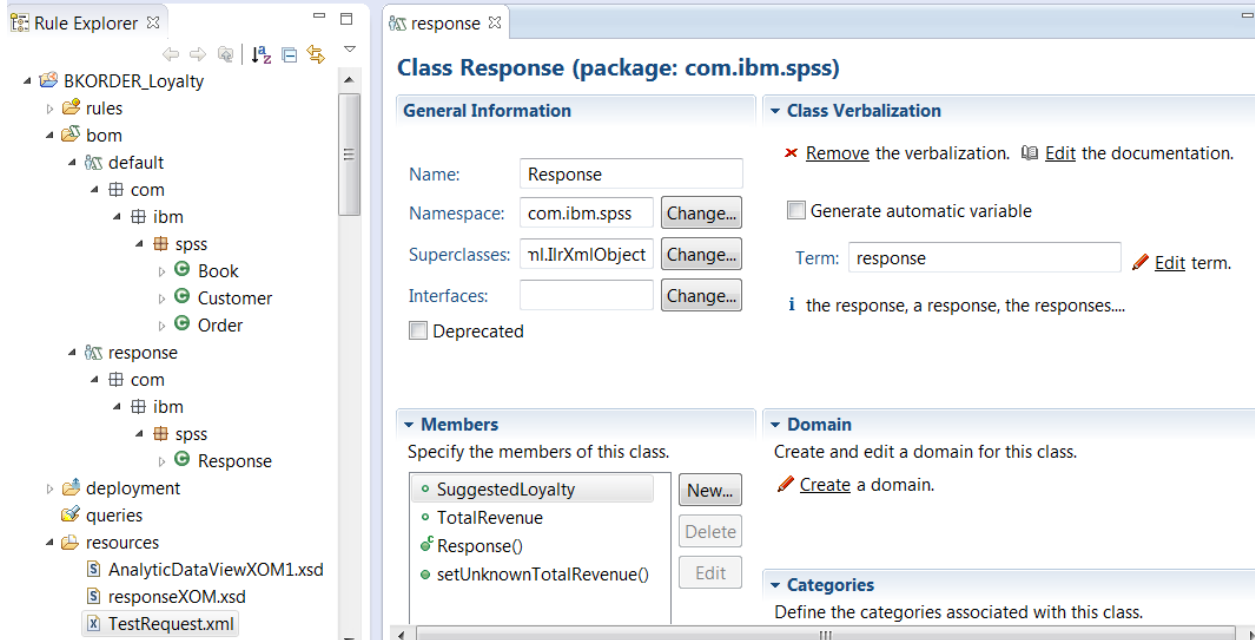 Rule Explorer
BKORDER_Loyalty
rules
bom
default
com
ibm
spss
Book
Customer
Order
response
com
ibm
spss
Response
deployment
queries
resources
AnalyticDataViewXOM1.xsd
responseXOM.xsd
TestRequest.xml
response
Class Response (package: com.ibm.spss)
General Information
Name: Response
Namespace: com.ibm.spss Change...
Superclasses: nl.IlrXmlObject Change...
Interfaces: Change...
Deprecated
Class Verbalization
Remove the verbalization. Edit the documentation.
Generate automatic variable
Term: response Edit term.
i the response, a response, the responses....
Members
Specify the members of this class.
SuggestedLoyalty
TotalRevenue
Response()
setUnknownTotalRevenue()
New...
Delete
Edit
Domain
Create and edit a domain for this class.
Create a domain.
Categories
Define the categories associated with this class.